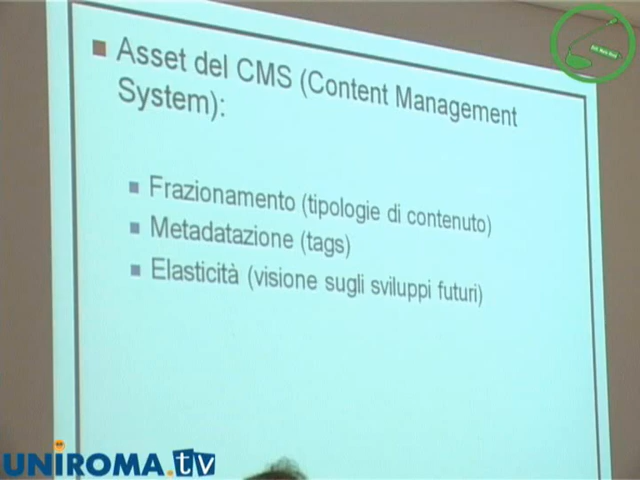 Asset del CMS (Content Management
System):
Frazionamento (tipologie di contenuto)
Metadatazione (tags)
Elasticità (visione sugli sviluppi futuri)
UNIROMA.tv